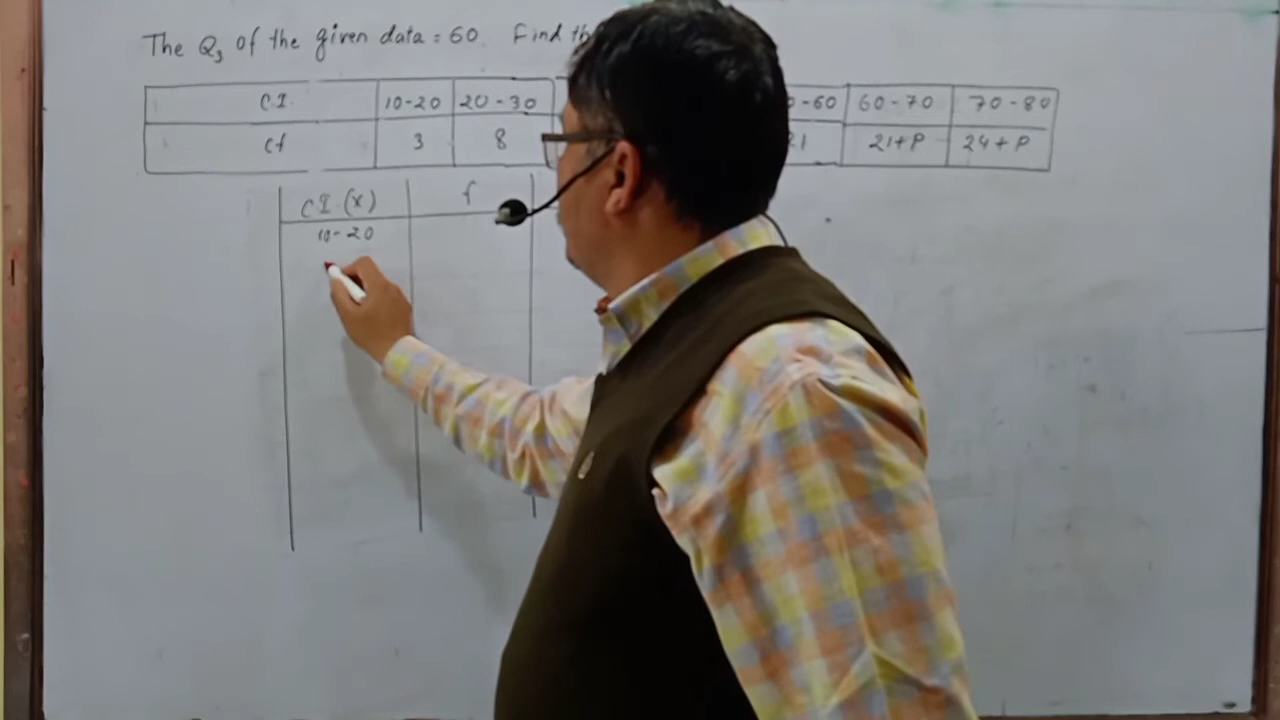 The Q₃ of the given data = 60. Find
C.I. 10-20 20-30 -60 60-70 70-80
cf 3 8 21+P 24+P
C.I.(x) f
10-20